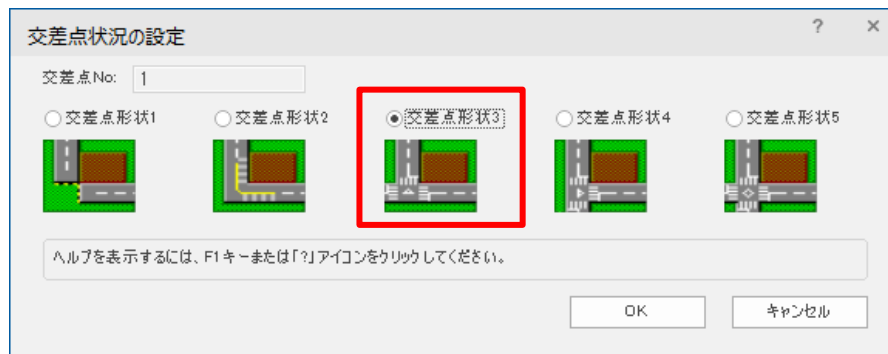 交差点状況の設定
? ×
交差点No: 1
交差点形状1 交差点形状2 交差点形状3 交差点形状4 交差点形状5
ヘルプを表示するには、F1キーまたは「?」アイコンをクリックしてください。
OK キャンセル